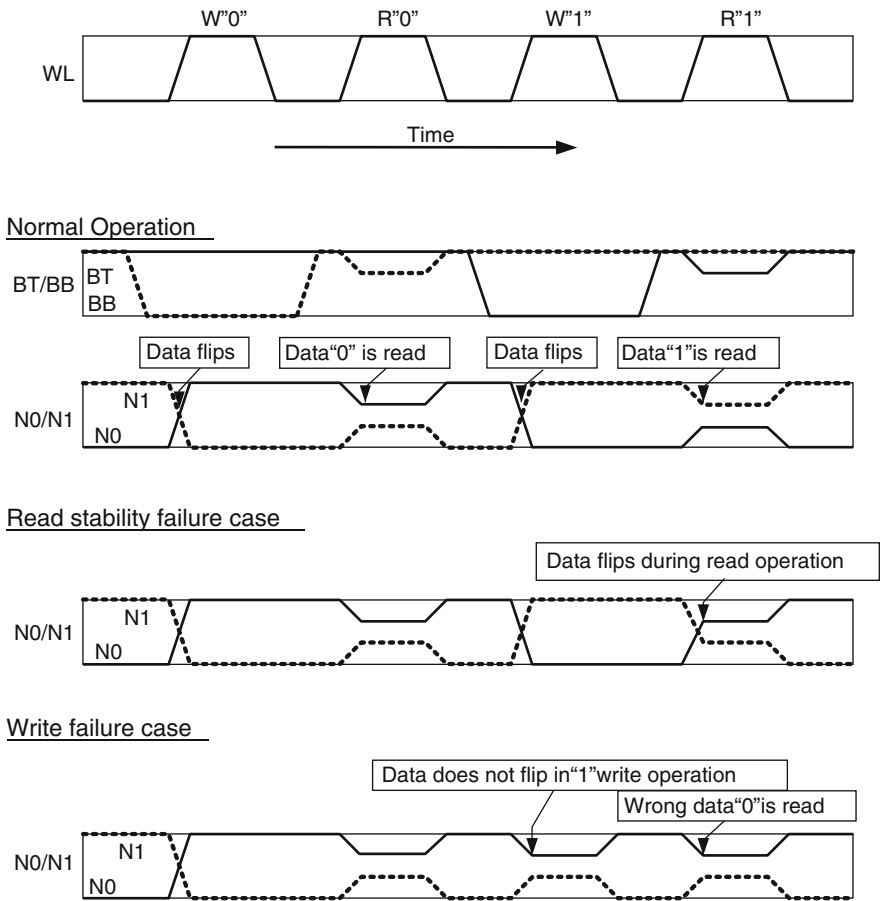 W"0" R"0" W"1" R"1"
WL
Time
Normal Operation
BT/BB
BT
BB
Data flips
Data“0” is read
Data flips
Data“1”is read
N0/N1
N1
N0
Read stability failure case
Data flips during read operation
N0/N1
N1
N0
Write failure case
Data does not flip in“1”write operation
Wrong data“0”is read
N0/N1
N1
N0